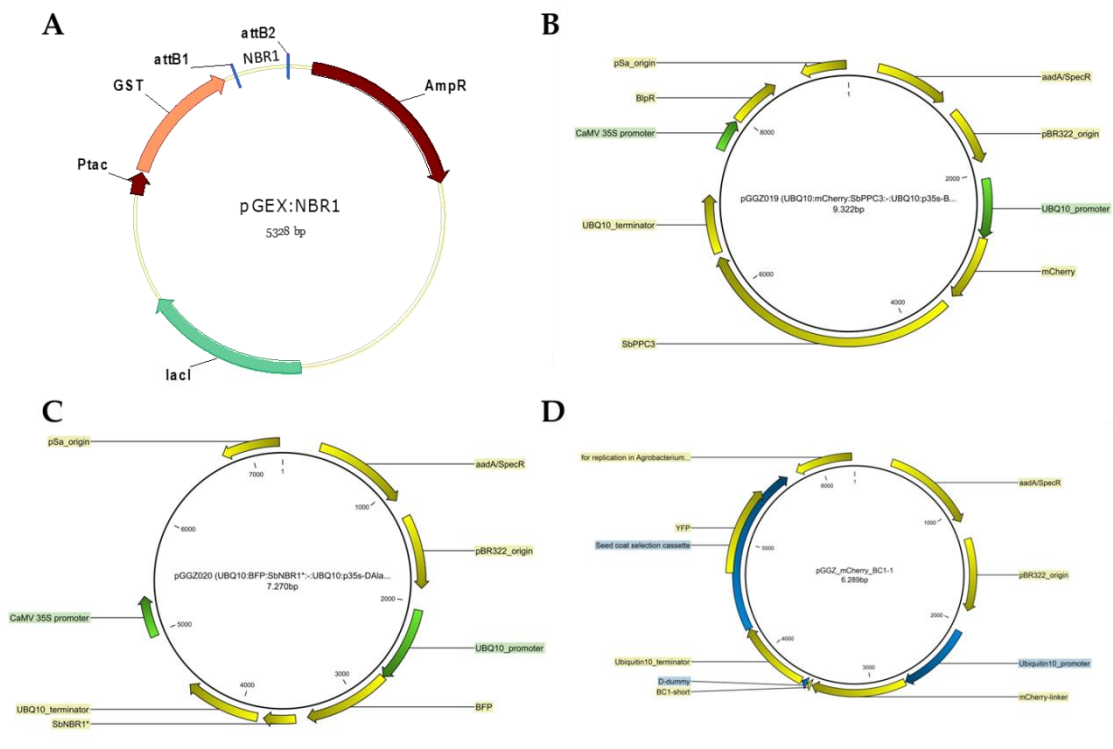 A
attB2
attB1
NBR1
GST
AmpR
Ptac
pGEX:NBR1
5328 bp
lacI
B
pSa_origin
aadA/SpecR
BlpR
1
CaMV 35S promoter
8000
pBR322_origin
2000
pGGZ019 (UBQ10:mCherry:SbPPC3:-:UBQ10:p35s-B...
9.322bp
UBQ10_promoter
UBQ10_terminator
mCherry
6000
4000
SbPPC3
C
pSa_origin
aadA/SpecR
7000
1
1000
6000
pBR322_origin
pGGZ020 (UBQ10:BFP:SbNBR1*:-:UBQ10:p35s-DAla...
7.270bp
2000
CaMV 35S promoter
5000
UBQ10_promoter
3000
4000
UBQ10_terminator
BFP
SbNBR1*
D
for replication in Agrobacterium...
aadA/SpecR
6000
1
1000
YFP
Seed coat selection cassette
5000
pGGZ_mCherry_BC1-1
6.289bp
pBR322_origin
2000
4000
Ubiquitin10_terminator
3000
Ubiquitin10_promoter
D-dummy
BC1-short
mCherry-linker